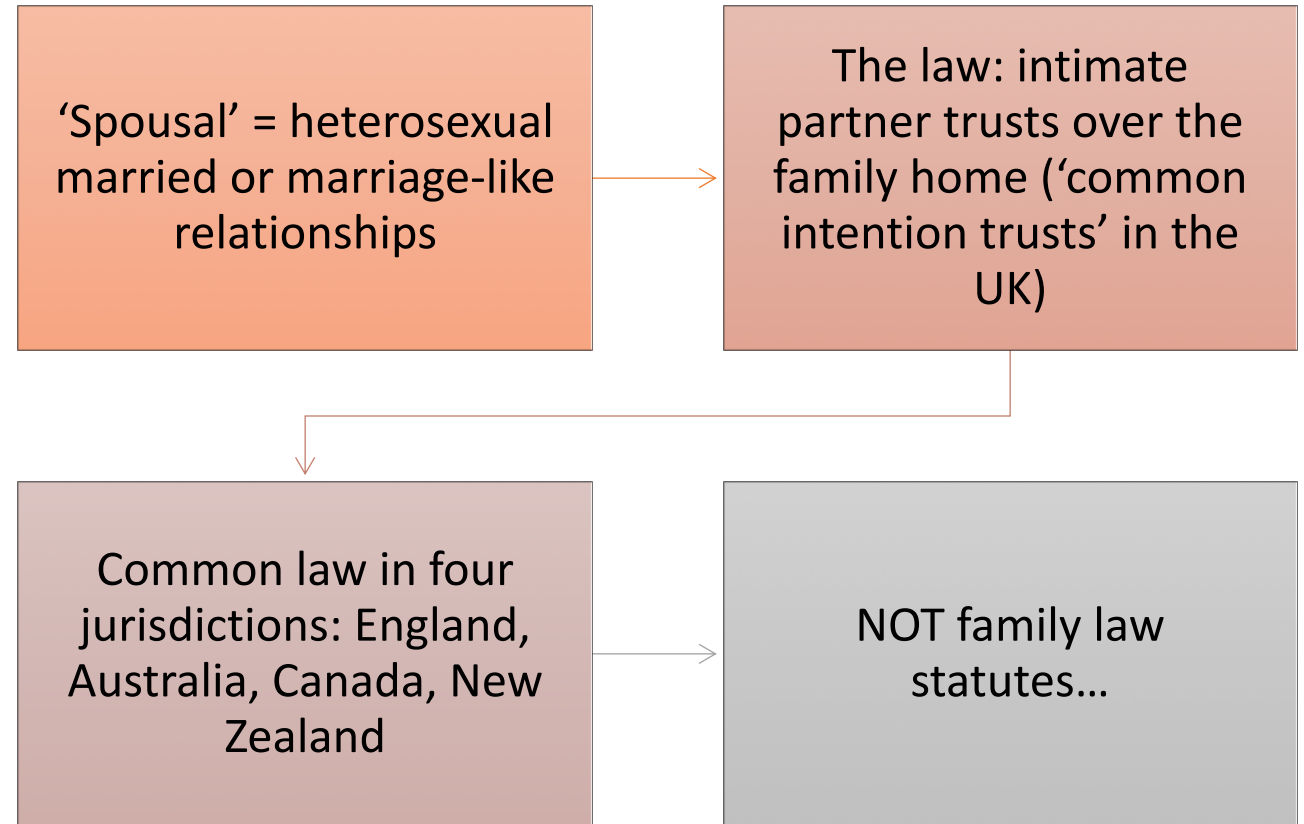 ‘Spousal’ = heterosexual
married or marriage-like
relationships
The law: intimate
partner trusts over the
family home (‘common
intention trusts’ in the
UK)
Common law in four
jurisdictions: England,
Australia, Canada, New
Zealand
NOT family law
statutes…